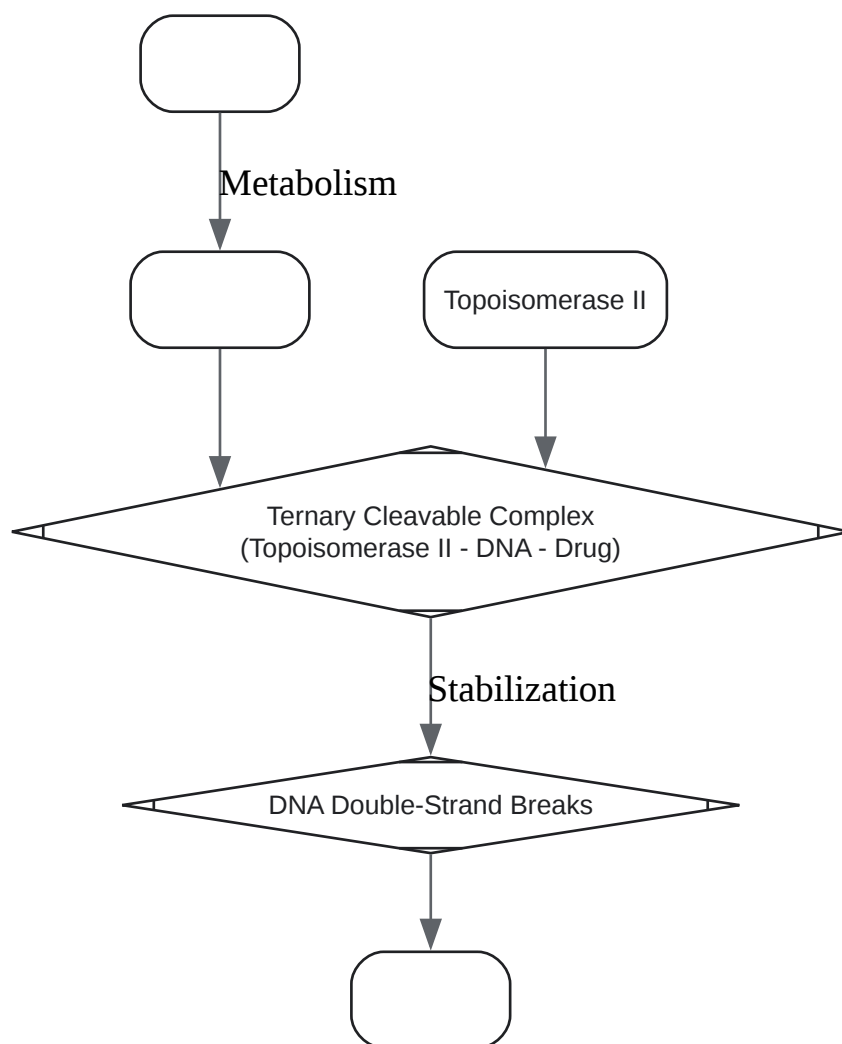 Metabolism
Topoisomerase II
Ternary Cleavable Complex
(Topoisomerase II - DNA - Drug)
Stabilization
DNA Double-Strand Breaks